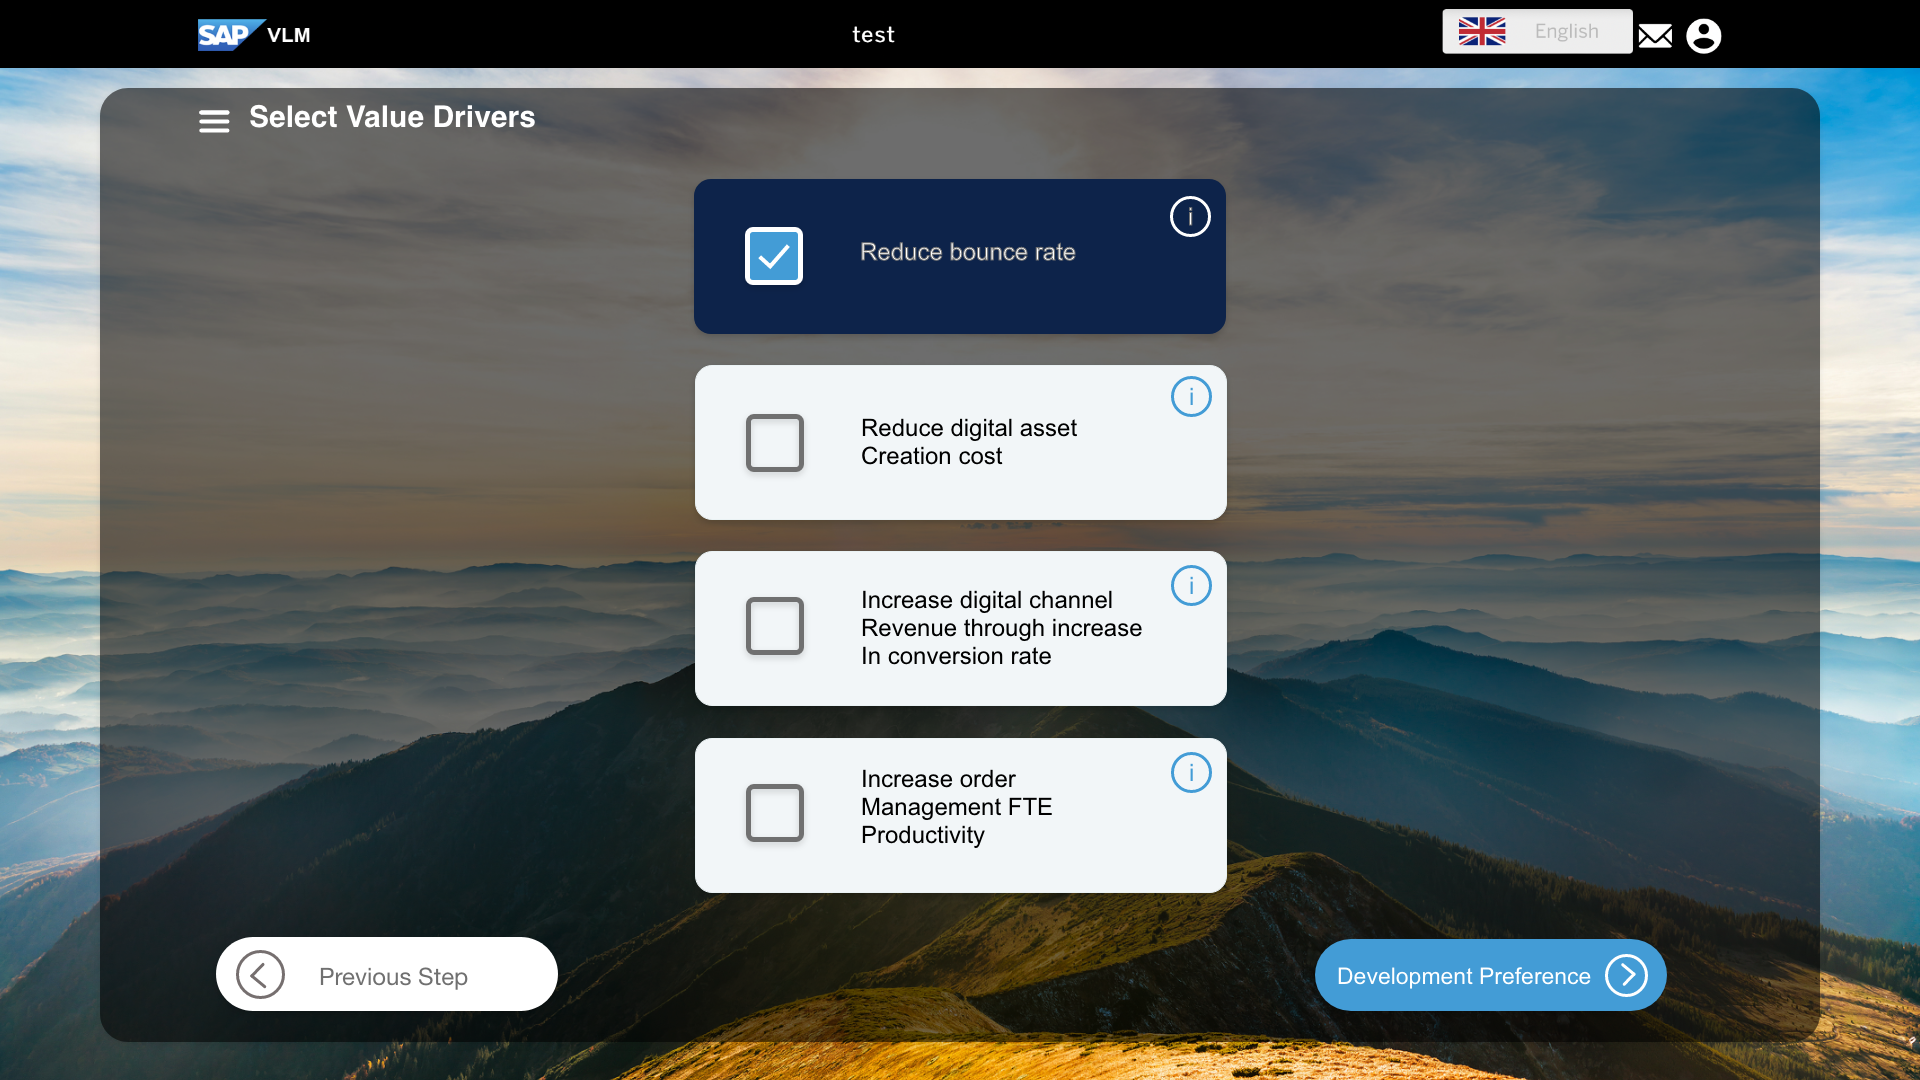 SAP VLM
test
English
Select Value Drivers
i
Reduce bounce rate
i
Reduce digital asset
Creation cost
i
Increase digital channel
Revenue through increase
In conversion rate
i
Increase order
Management FTE
Productivity
Previous Step
Development Preference